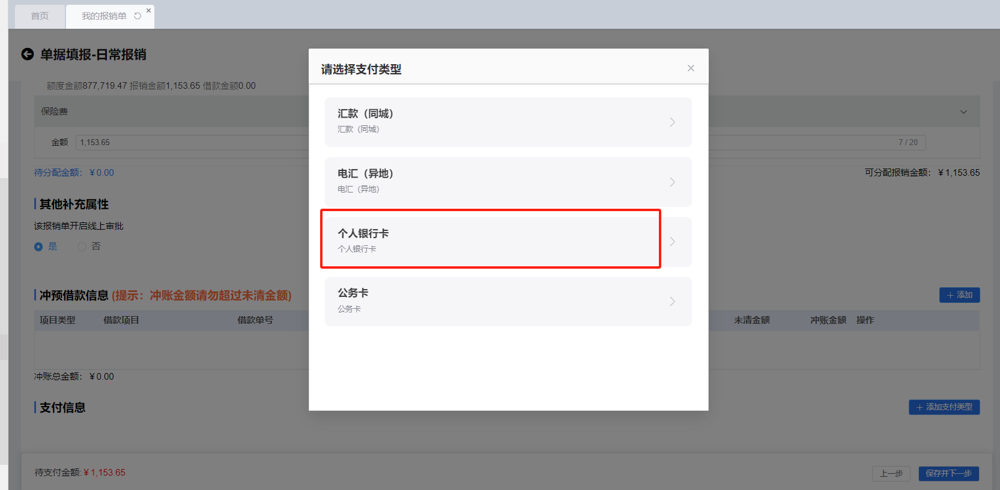 首页
我的报销单
单据填报-日常报销
额度金额877,719.47 报销金额1,153.65 借款金额0.00
保险费
金额 1,153.65 7 / 20
待分配金额：￥0.00
可分配报销金额：￥1,153.65
其他补充属性
该报销单开启线上审批
是 否
冲预借款信息 (提示：冲账金额请勿超过未清金额)
添加
项目类型 借款项目 借款单号 未清金额 冲账金额 操作
冲账总金额：￥0.00
支付信息
添加支付类型
待支付金额:￥1,153.65
上一步
保存并下一步
请选择支付类型
汇款（同城）
汇款（同城）
电汇（异地）
电汇（异地）
个人银行卡
个人银行卡
公务卡
公务卡